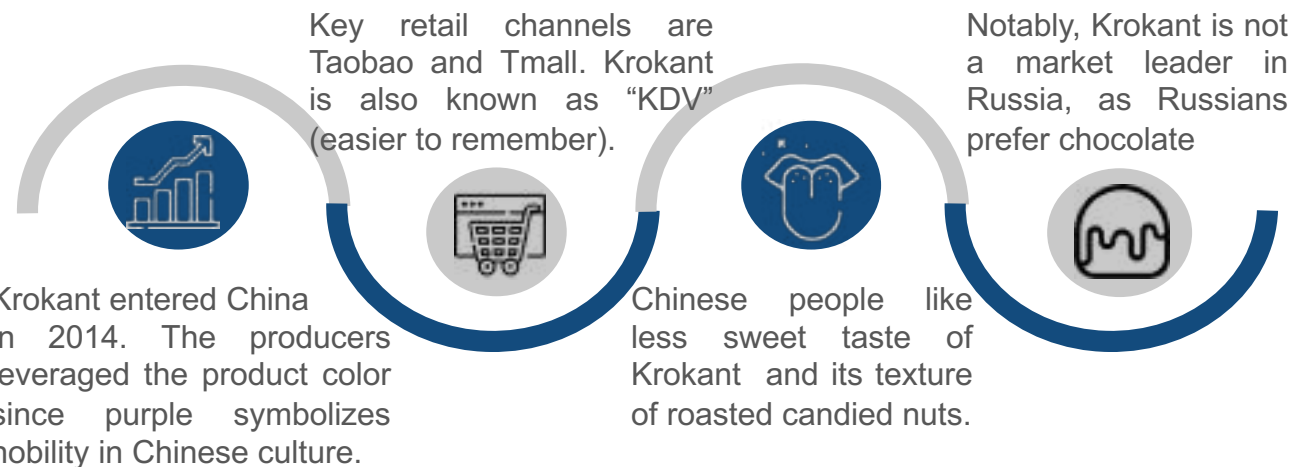 Key retail channels are
Taobao and Tmall. Krokant
is also known as “KDV”
(easier to remember).
Notably, Krokant is not
a market leader in
Russia, as Russians
prefer chocolate
Krokant entered China
in 2014. The producers
leveraged the product color
since purple symbolizes
nobility in Chinese culture.
Chinese people like
less sweet taste of
Krokant and its texture
of roasted candied nuts.